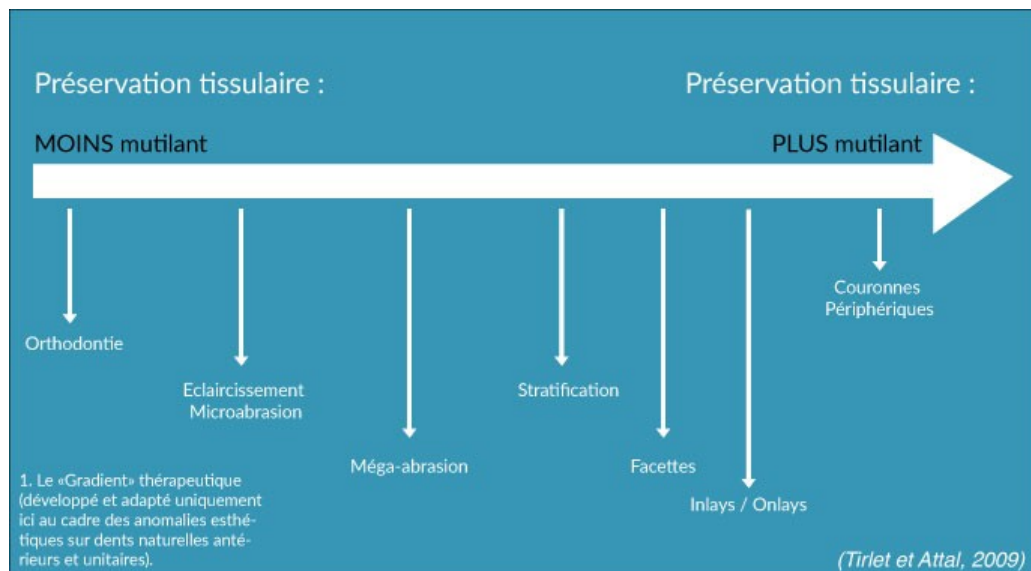 Préservation tissulaire :
Préservation tissulaire :
MOINS mutilant
PLUS mutilant
Orthodontie
Eclaircissement
Microabrasion
Méga-abrasion
Stratification
Facettes
Inlays / Onlays
Couronnes
Périphériques
1. Le «Gradient» thérapeutique
(développé et adapté uniquement
ici au cadre des anomalies esthé-
tiques sur dents naturelles anté-
rieurs et unitaires).
(Tirlet et Attal, 2009)